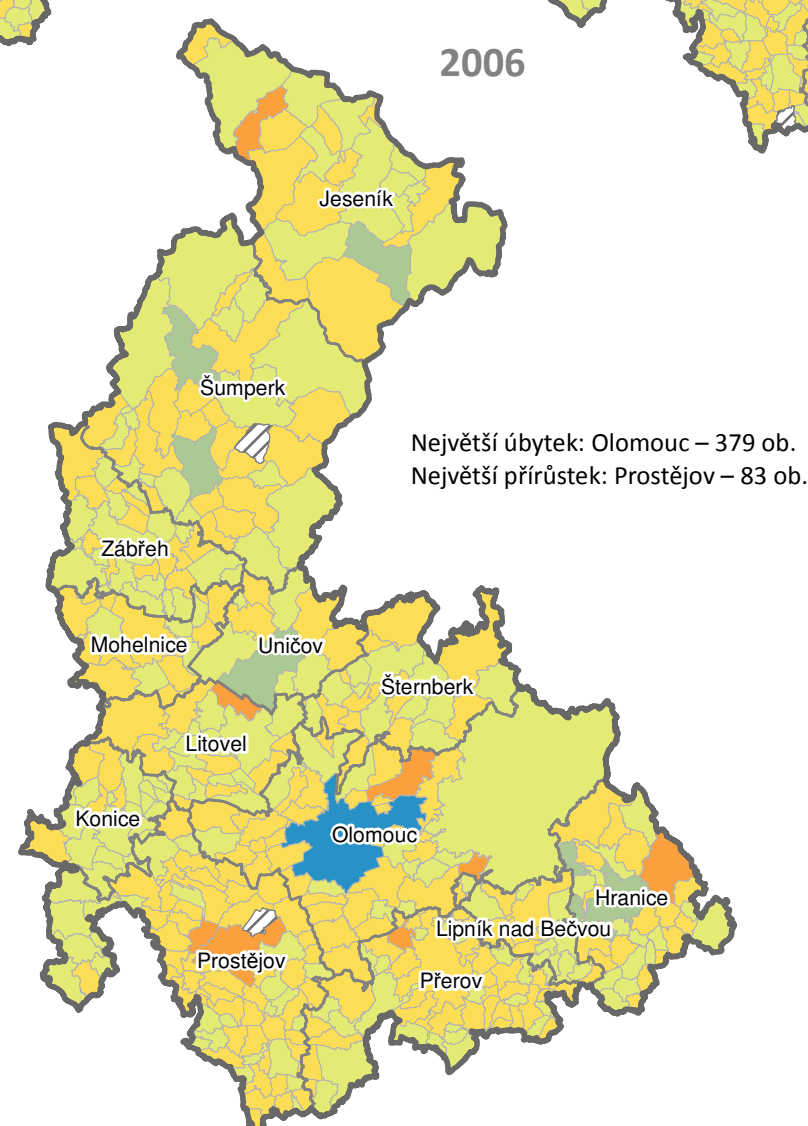 2006
Jeseník
Šumperk
Největší úbytek: Olomouc – 379 ob.
Největší přírůstek: Prostějov – 83 ob.
Zábřeh
Mohelnice
Uničov
Šternberk
Litovel
Konice
Olomouc
Hranice
Lipník nad Bečvou
Prostějov
Přerov